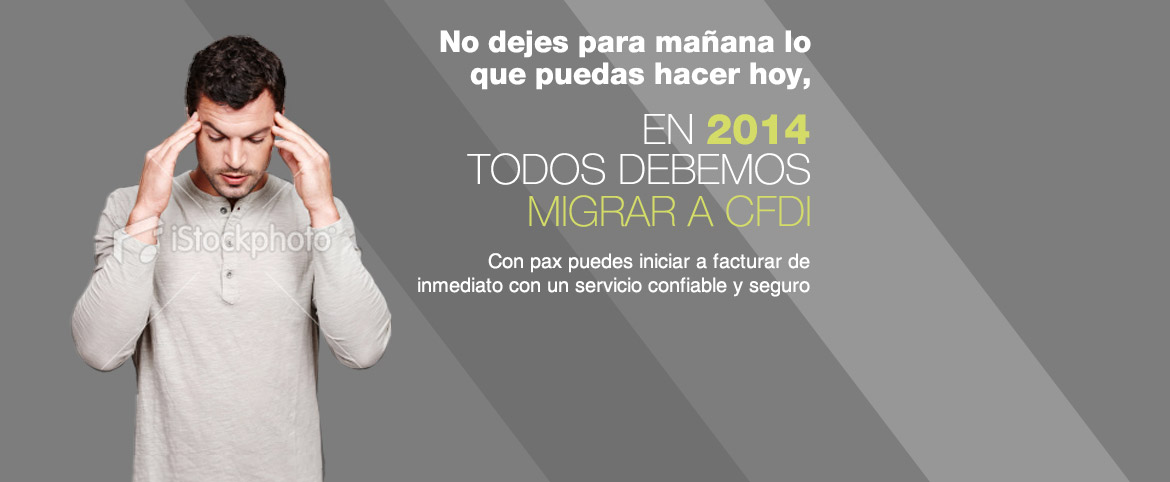 No dejes para mañana lo
que puedas hacer hoy,
EN 2014
TODOS DEBEMOS
MIGRAR A CFDI
iStockphoto
Con pax puedes iniciar a facturar de
inmediato con un servicio confiable y seguro